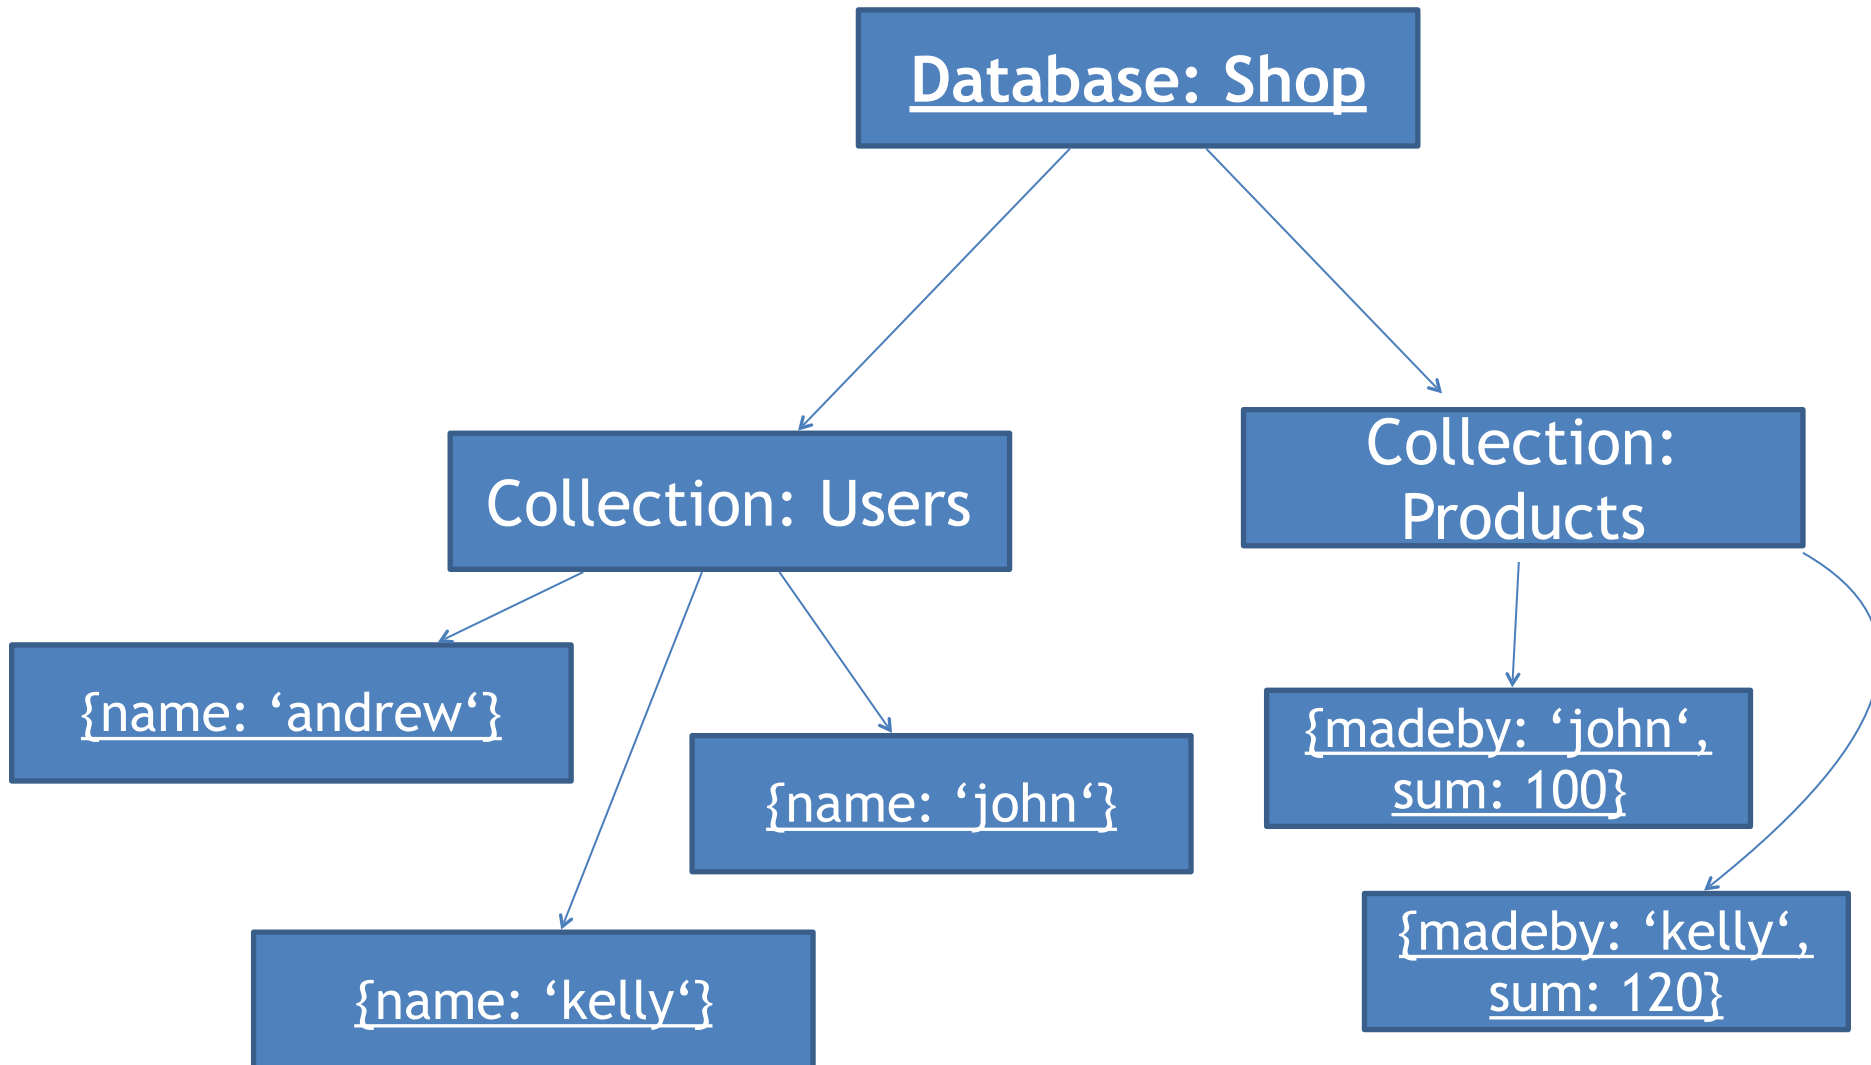 Database: Shop
Collection: Users
Collection:
Products
{name: ‘andrew‘}
{name: ‘john‘}
{name: ‘kelly‘}
{madeby: ‘john‘,
sum: 100}
{madeby: ‘kelly‘,
sum: 120}